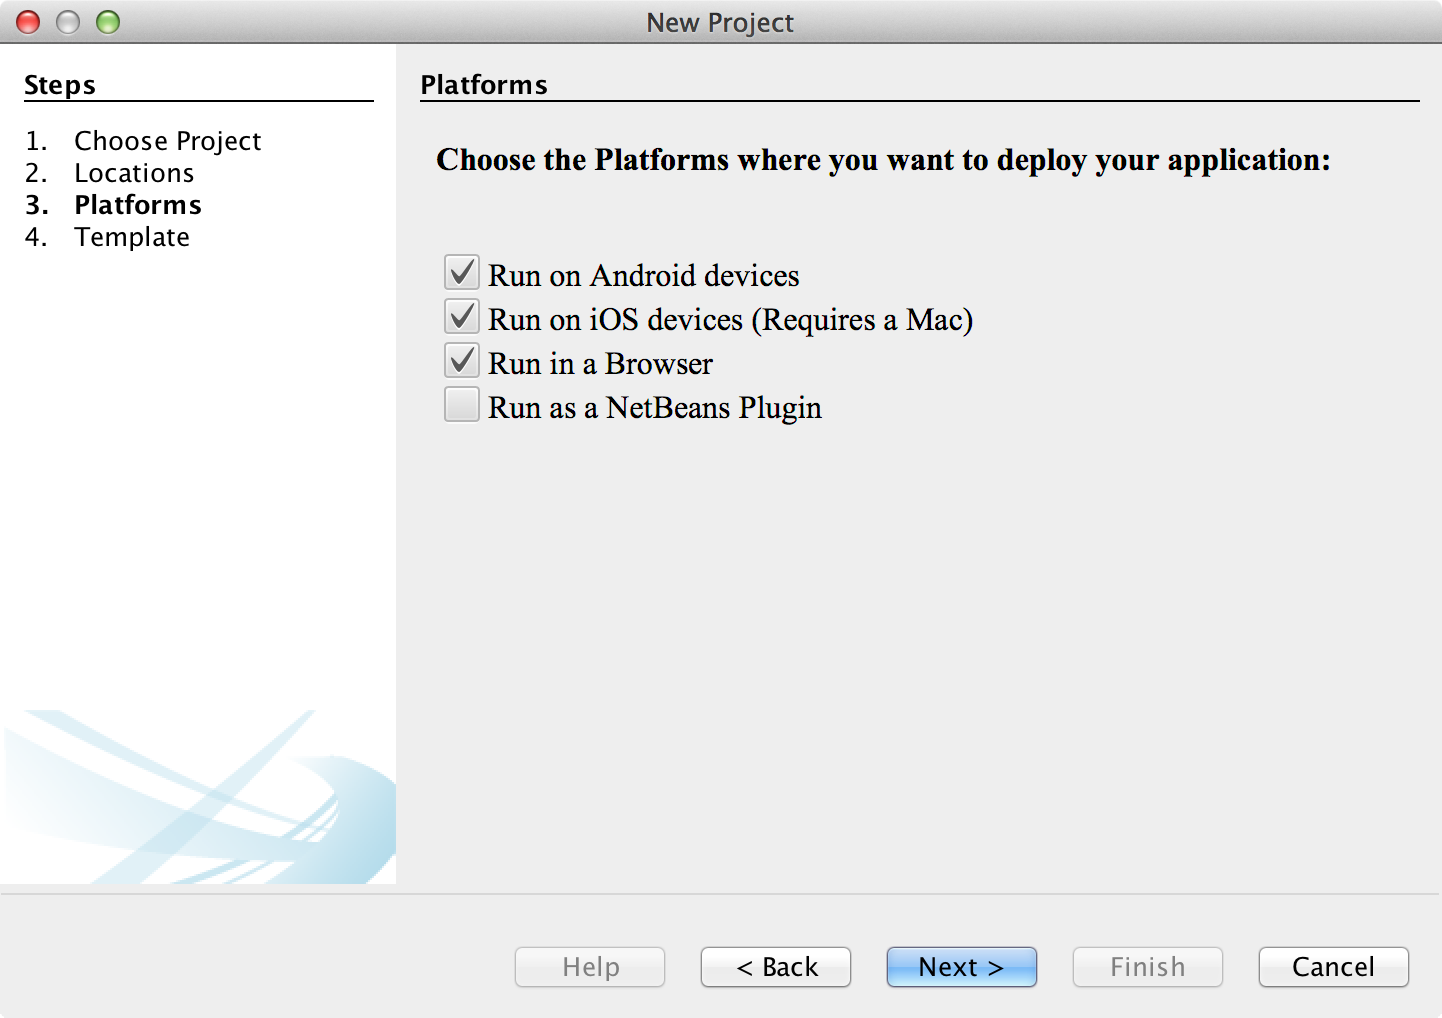 New Project
Steps
1. Choose Project
2. Locations
3. Platforms
4. Template
Platforms
Choose the Platforms where you want to deploy your application:
Run on Android devices
Run on iOS devices (Requires a Mac)
Run in a Browser
Run as a NetBeans Plugin
Help
< Back
Next >
Finish
Cancel